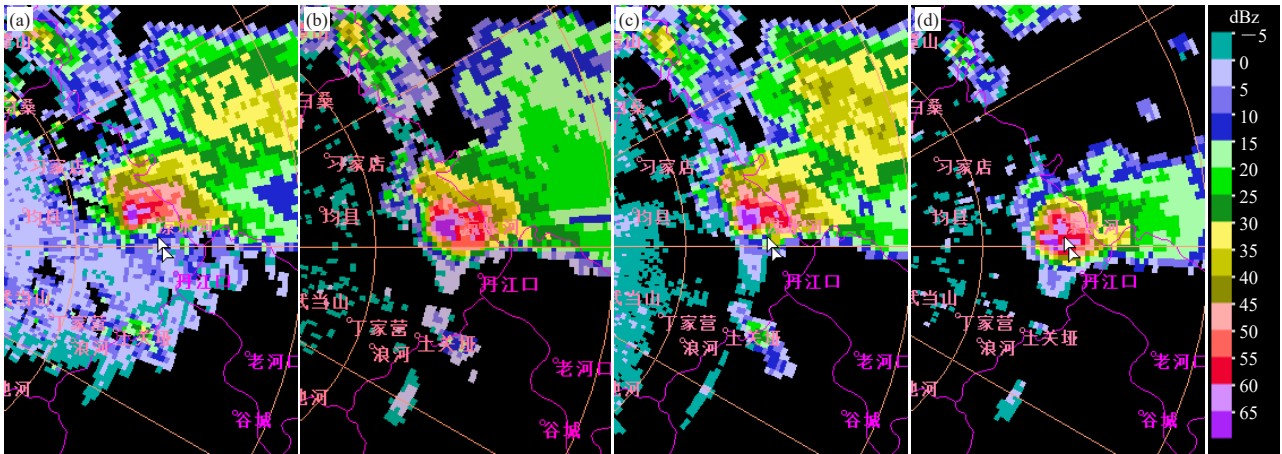 (a)
白桑
习家店
均县
凉水河
丹江口
武当山
丁家营
土关垭
浪河
老河口
谷城
(b)
白桑
习家店
均县
丹江口
武当山
丁家营
土关垭
浪河
老河口
谷城
(c)
白桑
习家店
均县
丹江口
武当山
丁家营
土关垭
浪河
老河口
谷城
(d)
白桑
习家店
均县
丹江口
武当山
丁家营
土关垭
浪河
老河口
谷城
dBz
—5
0
5
10
15
20
25
30
35
40
45
50
55
60
65